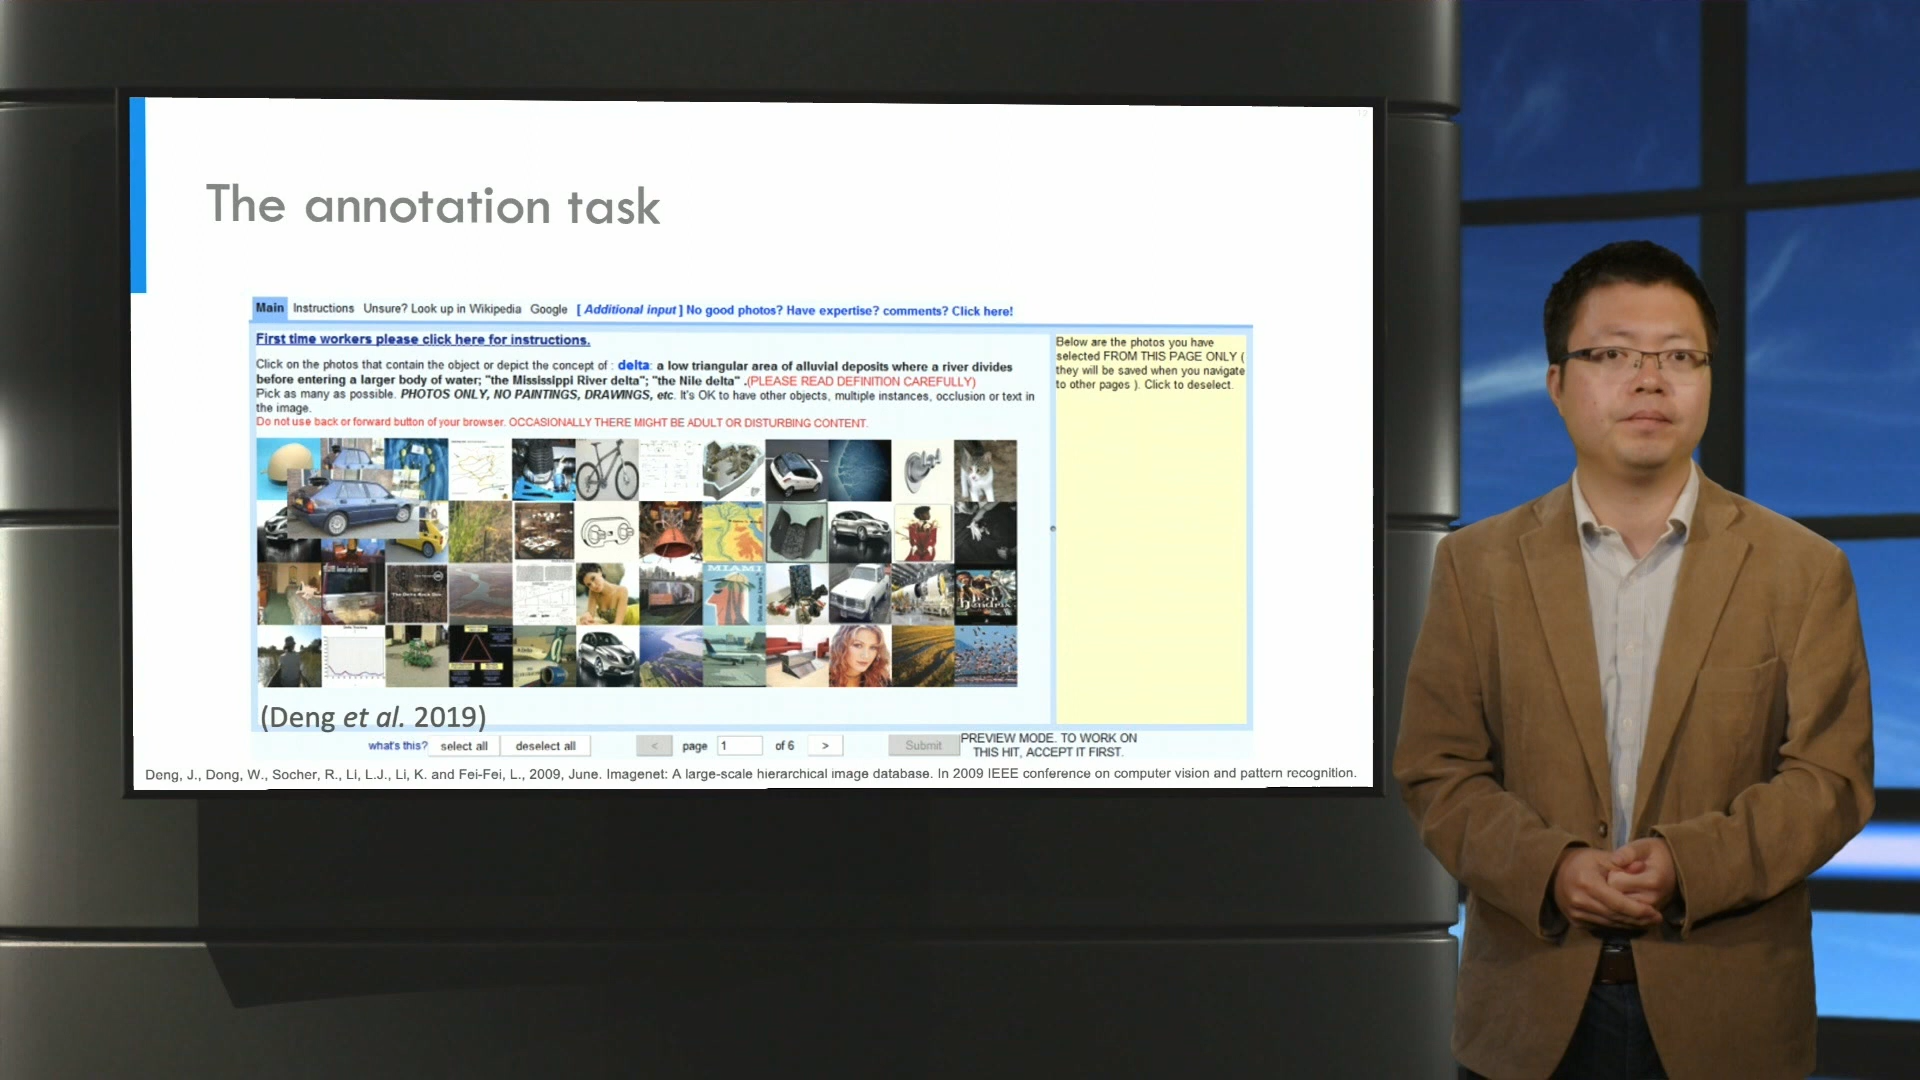 12
The annotation task
Main Instructions Unsure? Look up in Wikipedia Google [ Additional input ] No good photos? Have expertise? comments? Click here!
First time workers please click here for instructions.
Click on the photos that contain the object or depict the concept of : delta: a low triangular area of alluvial deposits where a river divides
before entering a larger body of water; "the Mississippi River delta"; "the Nile delta" .(PLEASE READ DEFINITION CAREFULLY)
Pick as many as possible. PHOTOS ONLY, NO PAINTINGS, DRAWINGS, etc. It's OK to have other objects, multiple instances, occlusion or text in
the image.
Do not use back or forward button of your browser. OCCASIONALLY THERE MIGHT BE ADULT OR DISTURBING CONTENT.
Below are the photos you have
selected FROM THIS PAGE ONLY (
they will be saved when you navigate
to other pages ). Click to deselect.
MIAMI
(Deng et al. 2019)
what's this? select all deselect all < page 1 of 6 > Submit
PREVIEW MODE. TO WORK ON
THIS HIT, ACCEPT IT FIRST.
Deng, J., Dong, W., Socher, R., Li, L.J., Li, K. and Fei-Fei, L., 2009, June. Imagenet: A large-scale hierarchical image database. In 2009 IEEE conference on computer vision and pattern recognition.